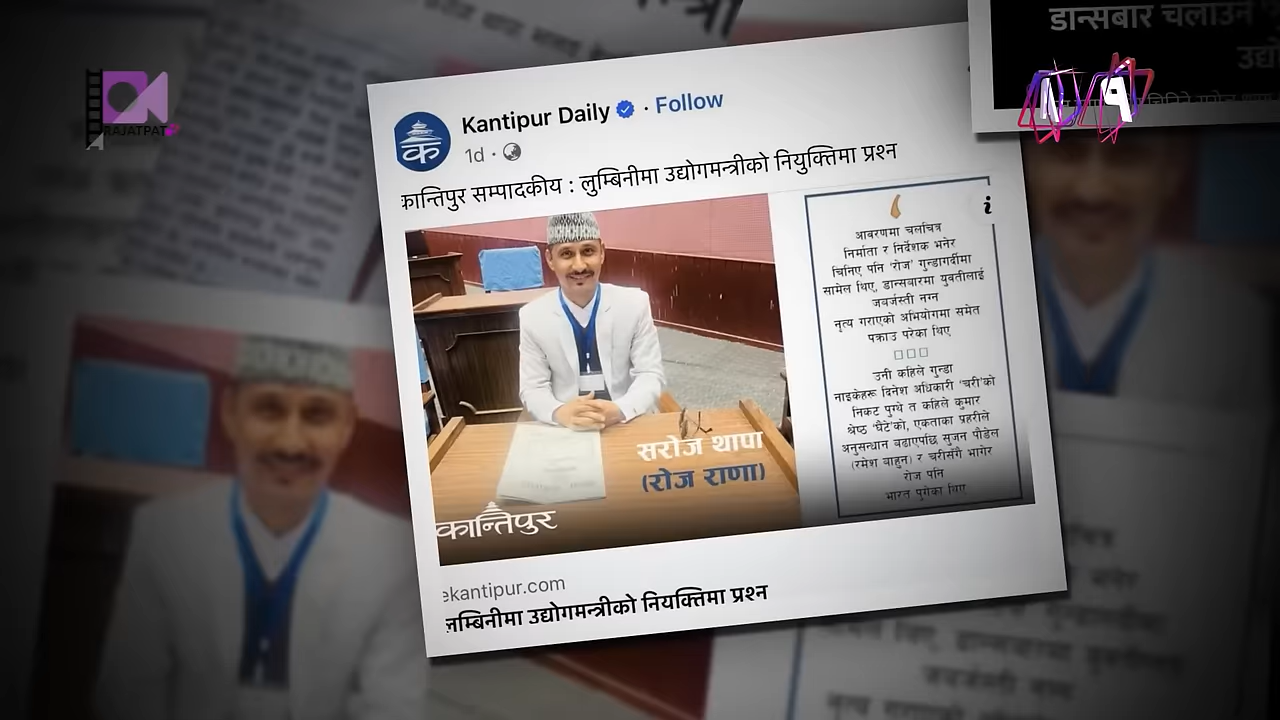 डान्सबार चलाउने
RAJATPAT
Kantipur Daily · Follow
1d ·
कान्तिपुर सम्पादकीय : लुम्बिनीमा उद्योगमन्त्रीको नियुक्तिमा प्रश्न
आवरणमा चलचित्र
निर्माता र निर्देशक भनेर
चिनिए पनि 'रोज' गुन्डागर्दीमा
सामेल थिए, डान्सबारमा युवतीलाई
जबर्जस्ती नग्न
नृत्य गराएको अभियोगमा समेत
पक्राउ परेका थिए
उनी कहिले गुन्डा
नाइकेहरू दिनेश अधिकारी 'चरी'को
निकट पुग्थे त कहिले कुमार
श्रेष्ठ 'घैंटे'को, एकताका प्रहरीले
अनुसन्धान बढाएपछि सुजन पौडेल
(रमेश बाहुन) र चरीसँगै भागेर
रोज पनि
भारत पुगेका थिए
सरोज थापा
(रोज राणा)
कान्तिपुर
ekantipur.com
लुम्बिनीमा उद्योगमन्त्रीको नियुक्तिमा प्रश्न